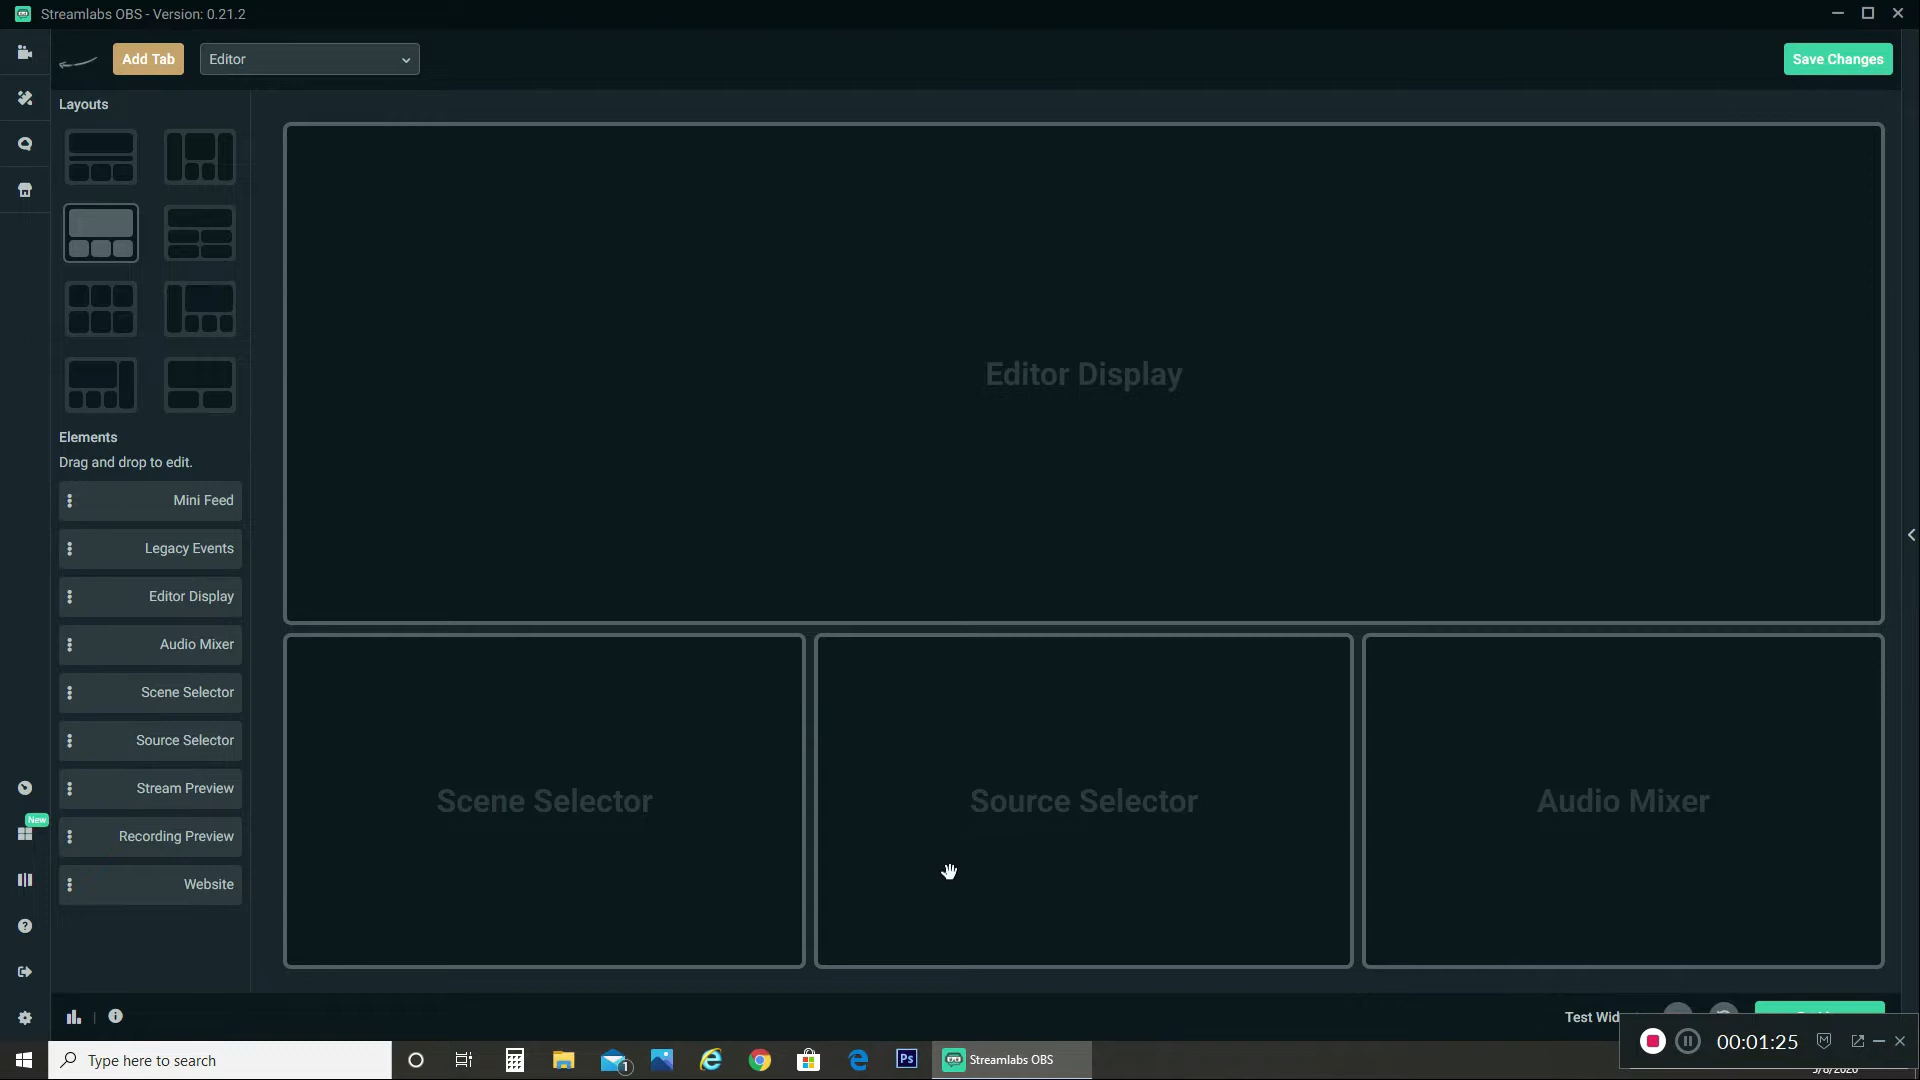 Streamlabs OBS - Version: 0.21.2
Add Tab
Editor
Save Changes
Layouts
Editor Display
Elements
Drag and drop to edit.
Mini Feed
Legacy Events
Editor Display
Audio Mixer
Scene Selector
Source Selector
Stream Preview
Recording Preview
Website
Scene Selector
Source Selector
Audio Mixer
New
Test Wid
00:01:25
Type here to search
1
Ps
Streamlabs OBS